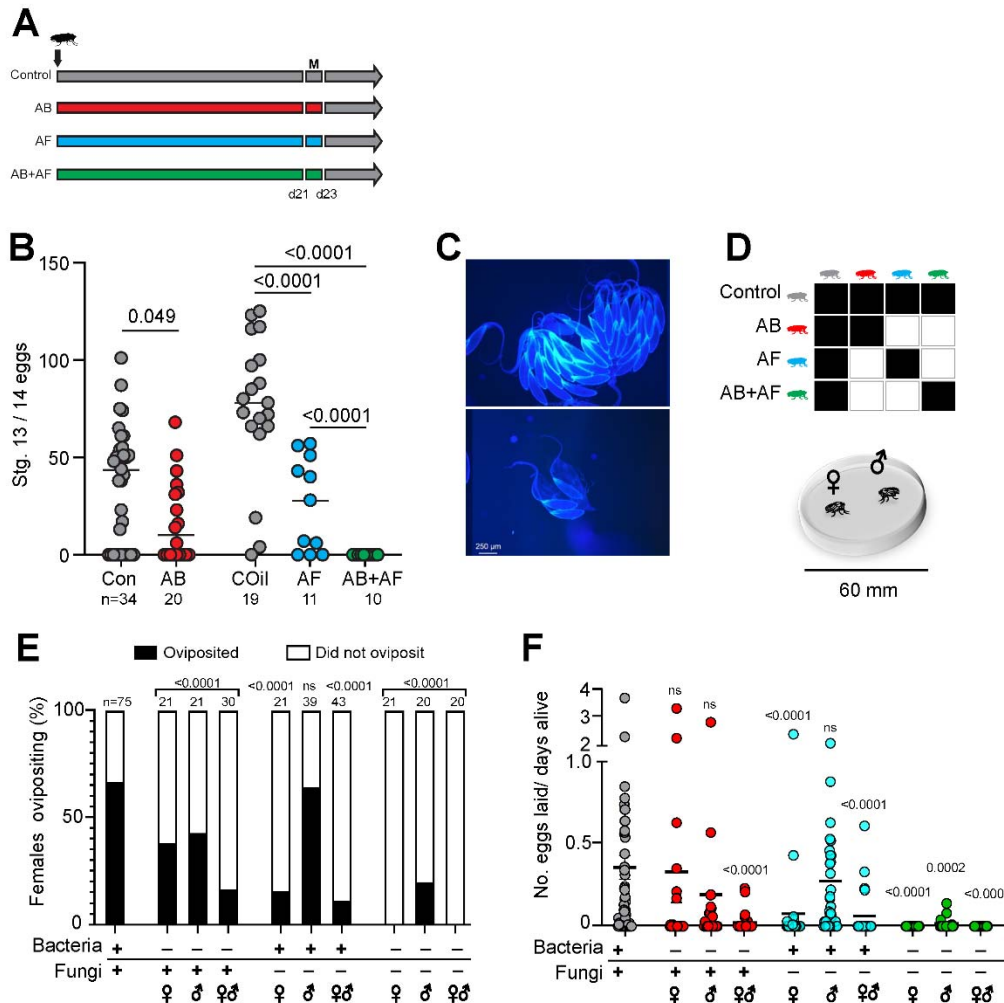 A
M
Control
AB
AF
AB+AF
d21 d23
B
<0.0001
<0.0001
0.049
<0.0001
Stg. 13 / 14 eggs
150
100
50
0
Con AB COil AF AB+AF
n=34 20 19 11 10
C
250 µm
D
Control
AB
AF
AB+AF
♀ ♂
60 mm
E
Oviposited Did not oviposit
<0.0001 <0.0001 ns <0.0001 <0.0001
n=75 21 21 30 21 39 43 21 20 20
Females ovipositing (%)
100
50
0
Bacteria + − − − + + + − − −
Fungi + + + + − − − − − −
♀ ♂ ♀♂ ♀ ♂ ♀♂ ♀ ♂ ♀♂
F
No. eggs laid/ days alive
4
3
2
1.0
0.5
0
ns ns <0.0001 <0.0001 ns <0.0001 <0.0001 0.0002 <0.000
Bacteria + − − − + + + − − −
Fungi + + + + − − − − − −
♀ ♂ ♀♂ ♀ ♂ ♀♂ ♀ ♂ ♀♂